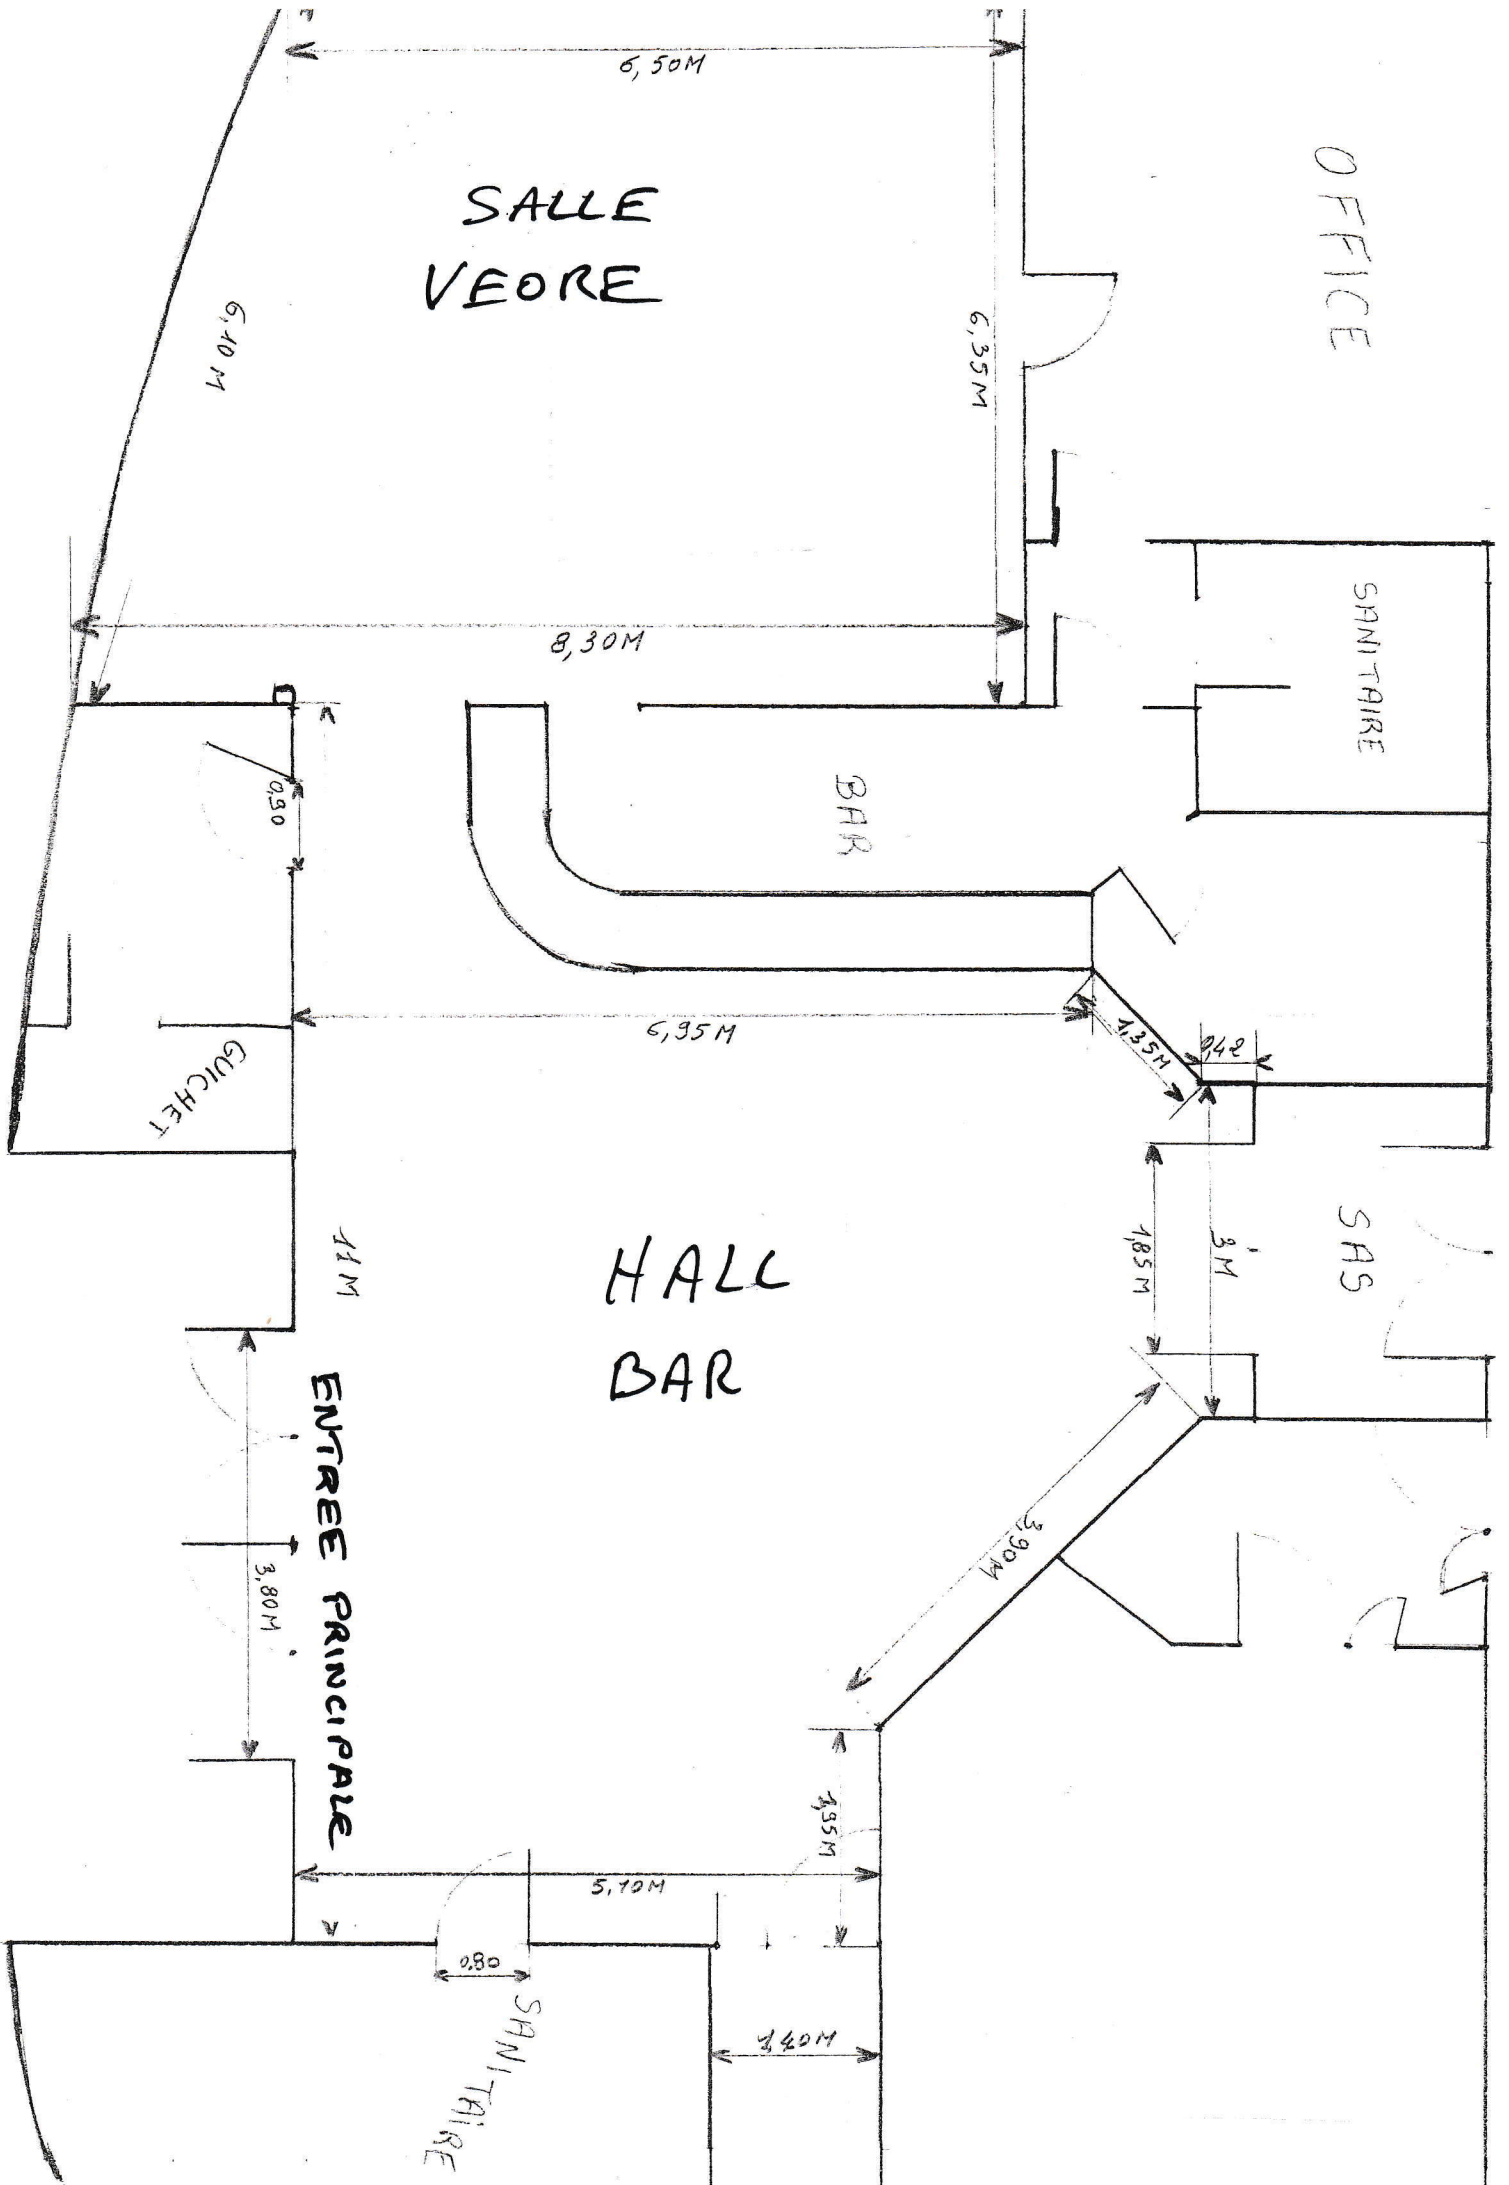 6,50M
OFFICE
SALLE
VEORE
6,10 M
6,35M
SANITAIRE
8,30M
0,90
BAR
6,95M
1,35M
0,42
GUICHET
11M
HALL
BAR
1,85M
3M
SAS
ENTREE PRINCIPALE
3,80M
3,90M
1,95M
5,10M
0,80
SANITAIRE
1,40M